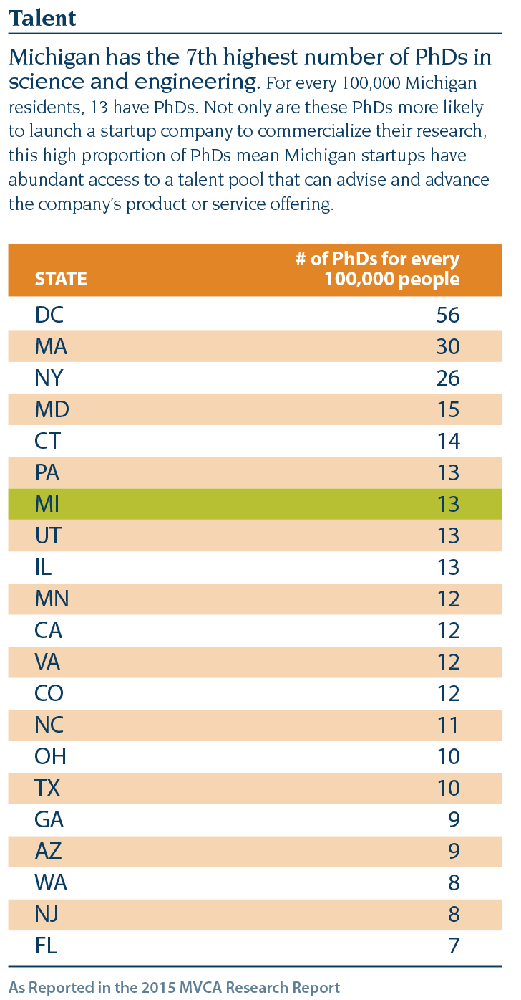 Talent
Michigan has the 7th highest number of PhDs in
science and engineering. For every 100,000 Michigan
residents, 13 have PhDs. Not only are these PhDs more likely
to launch a startup company to commercialize their research,
this high proportion of PhDs mean Michigan startups have
abundant access to a talent pool that can advise and advance
the company’s product or service offering.
# of PhDs for every
STATE 100,000 people
DC 56
MA 30
NY 26
MD 15
CT 14
PA 13
MI 13
UT 13
IL 13
MN 12
CA 12
VA 12
CO 12
NC 11
OH 10
TX 10
GA 9
AZ 9
WA 8
NJ 8
FL 7
As Reported in the 2015 MVCA Research Report